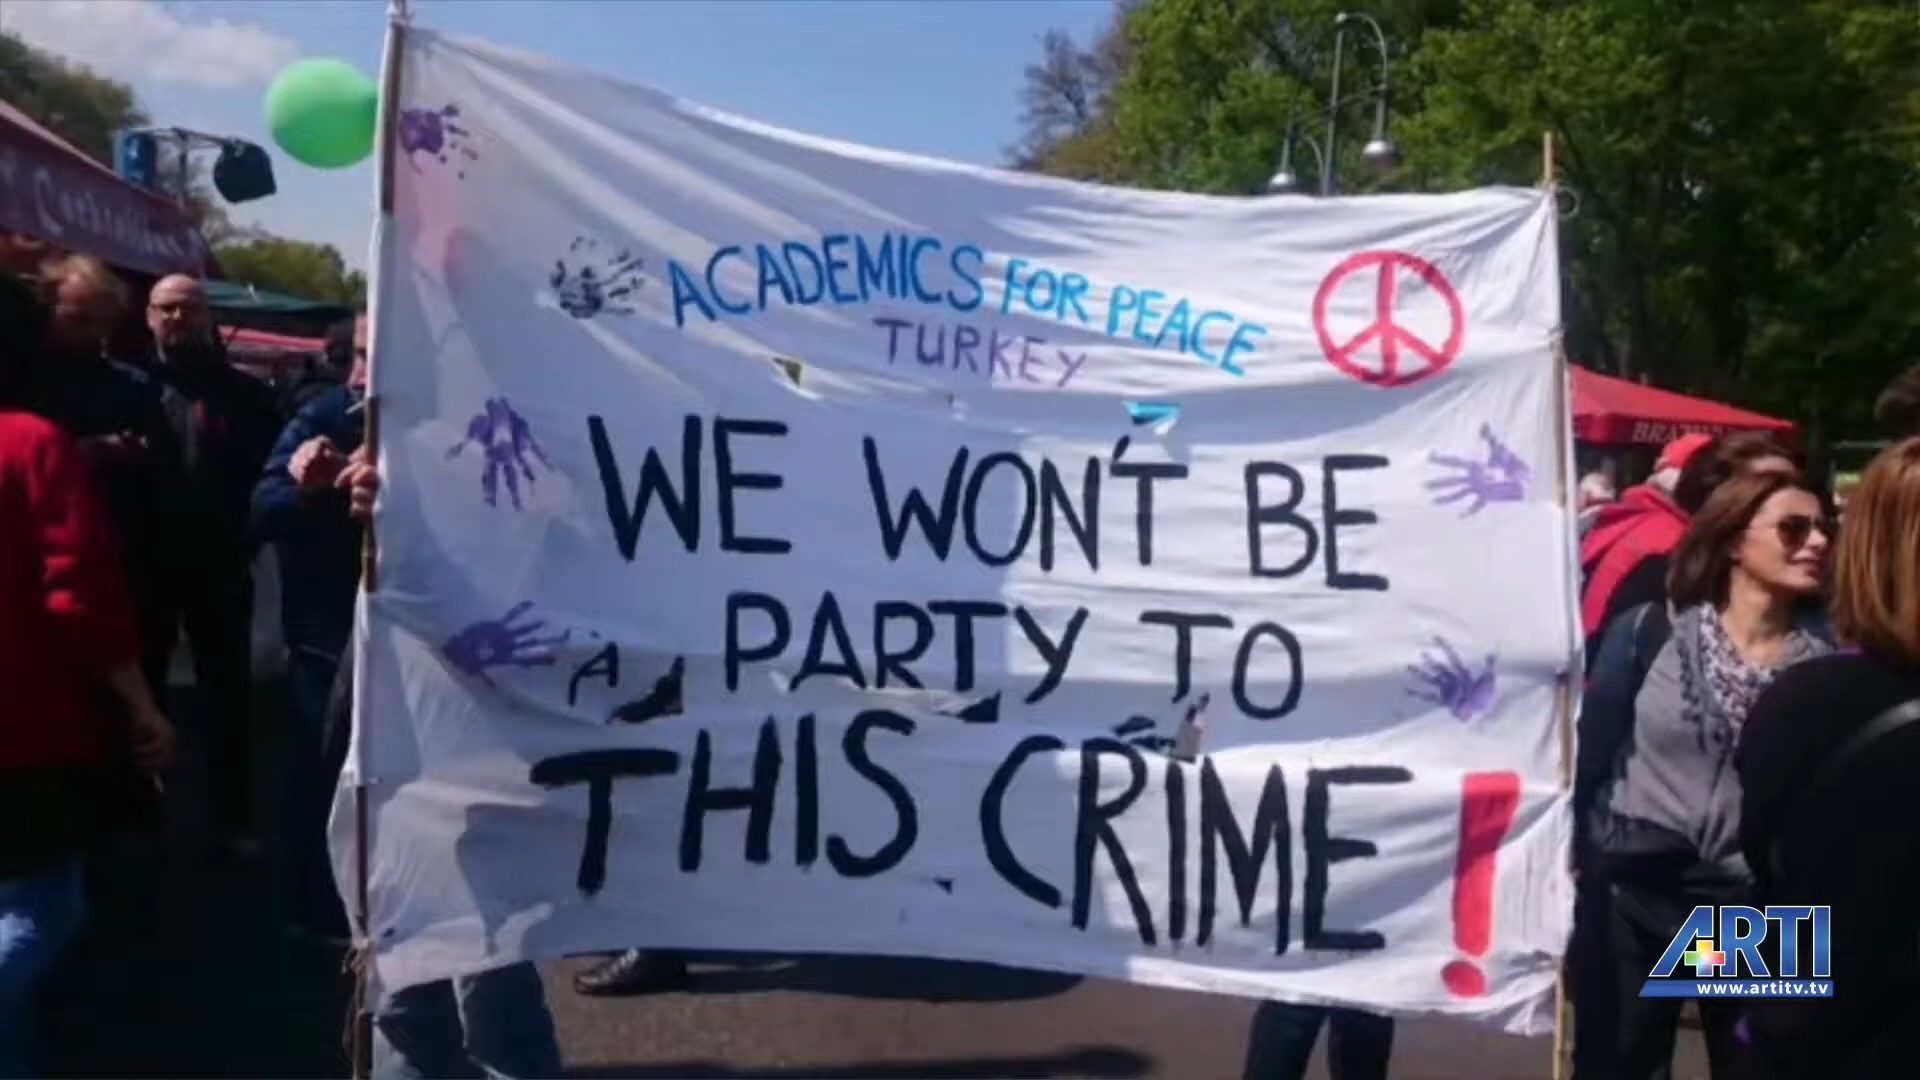 ACADEMICS FOR PEACE
TURKEY
WE WON'T BE
A PARTY TO
THIS CRIME!
ARTI
www.artitv.tv